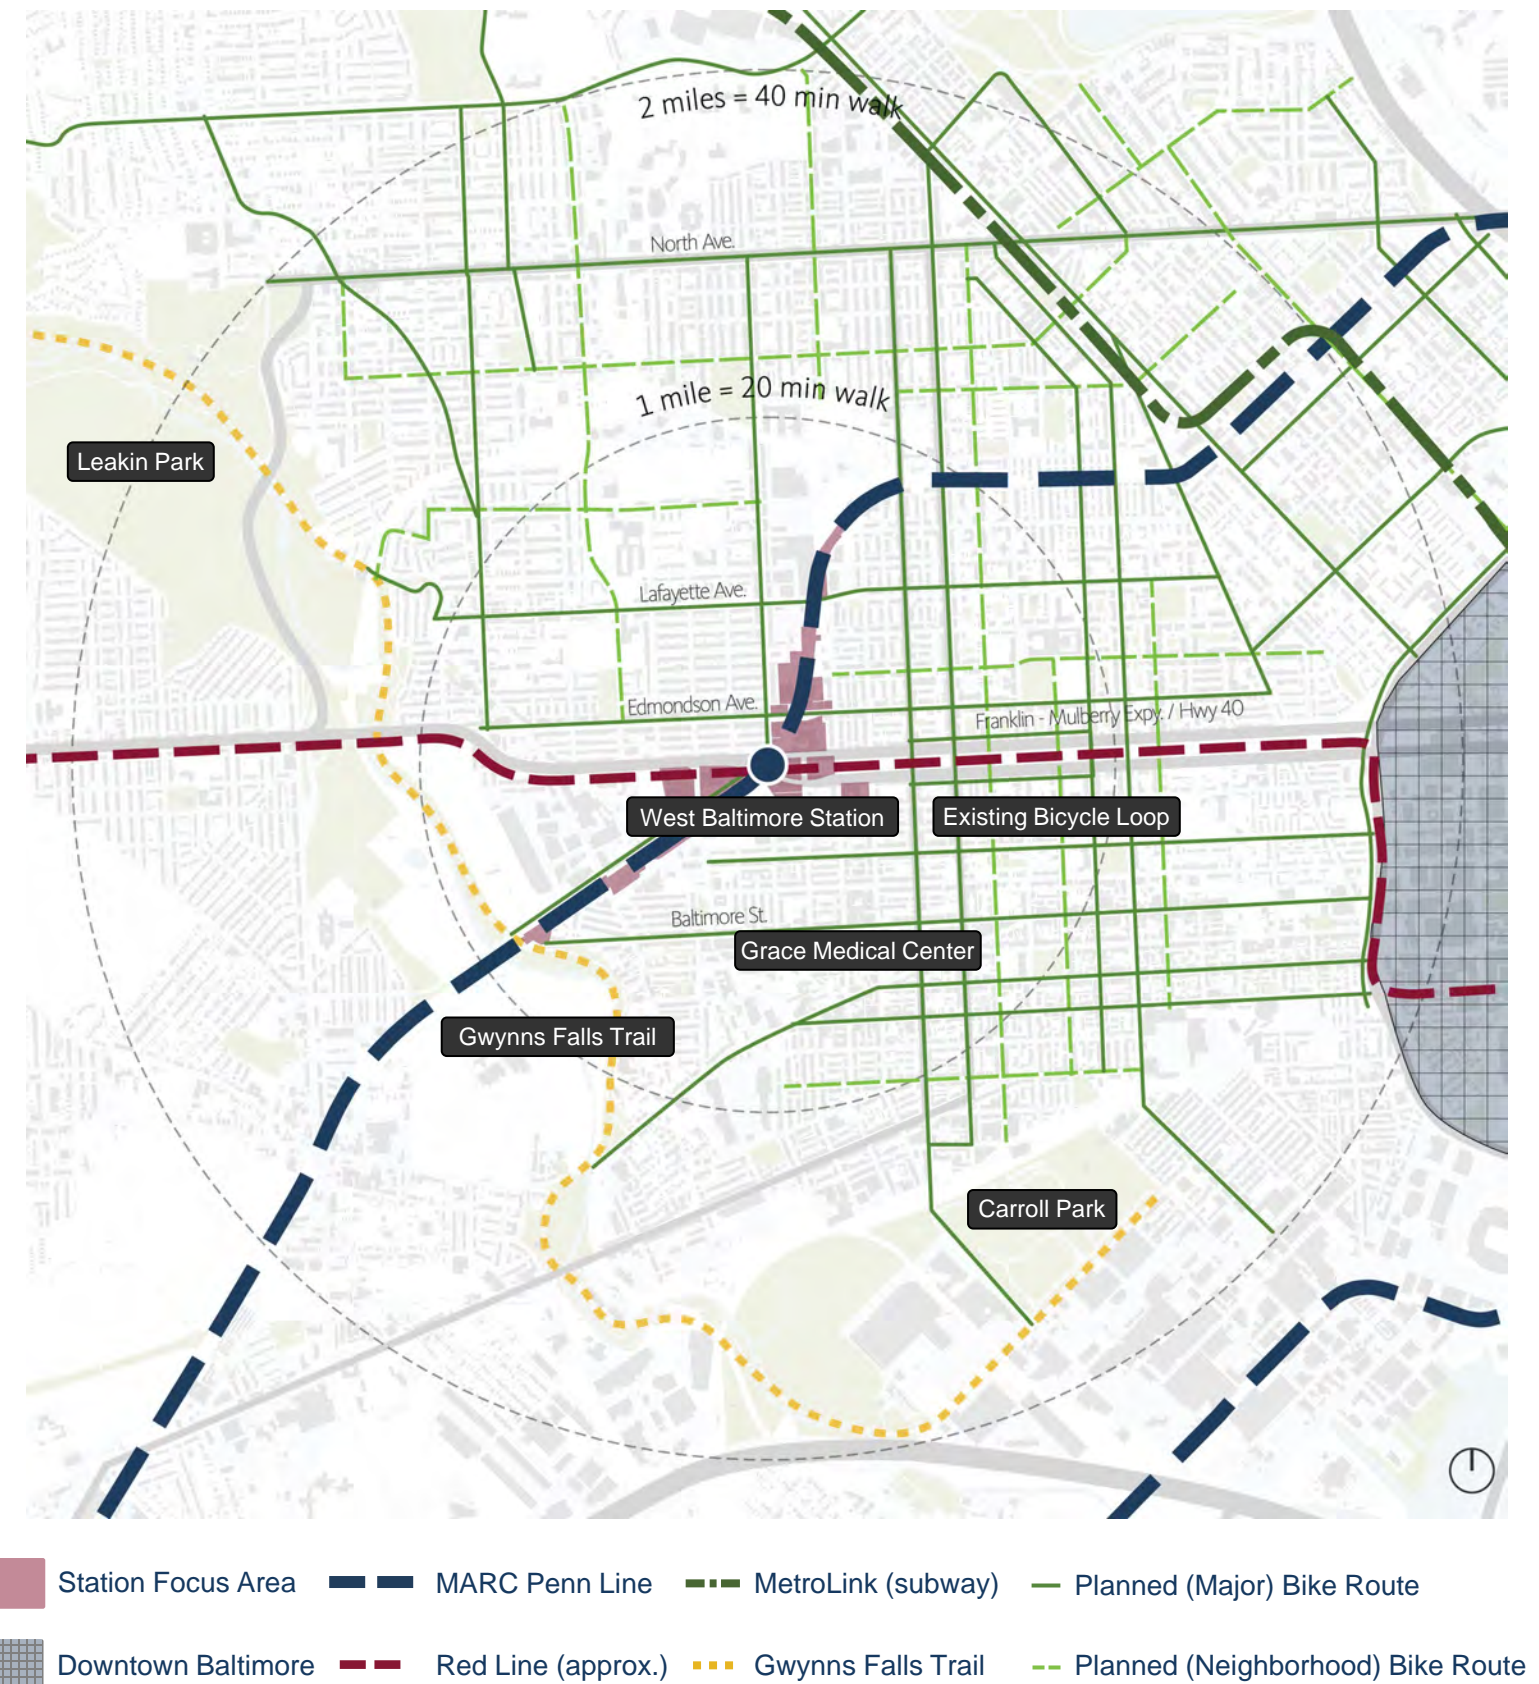 2 miles = 40 min walk
North Ave.
1 mile = 20 min walk
Leakin Park
Lafayette Ave.
Edmondson Ave.
Franklin - Mulberry Expy. / Hwy 40
West Baltimore Station
Existing Bicycle Loop
Baltimore St.
Grace Medical Center
Gwynns Falls Trail
Carroll Park
Station Focus Area
MARC Penn Line
MetroLink (subway)
Planned (Major) Bike Route
Downtown Baltimore
Red Line (approx.)
Gwynns Falls Trail
Planned (Neighborhood) Bike Route